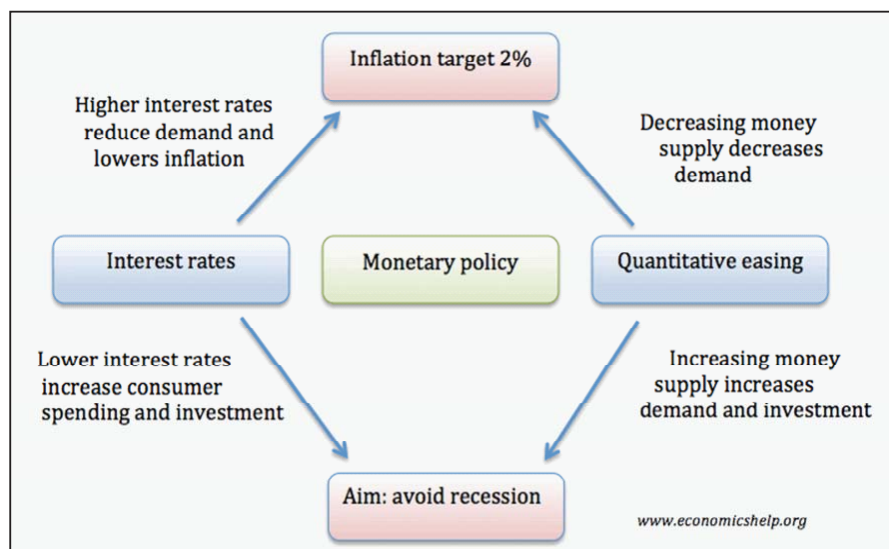 Inflation target 2%
Higher interest rates
reduce demand and
lowers inflation
Decreasing money
supply decreases
demand
Interest rates
Monetary policy
Quantitative easing
Lower interest rates
increase consumer
spending and investment
Increasing money
supply increases
demand and investment
Aim: avoid recession
www.economicshelp.org